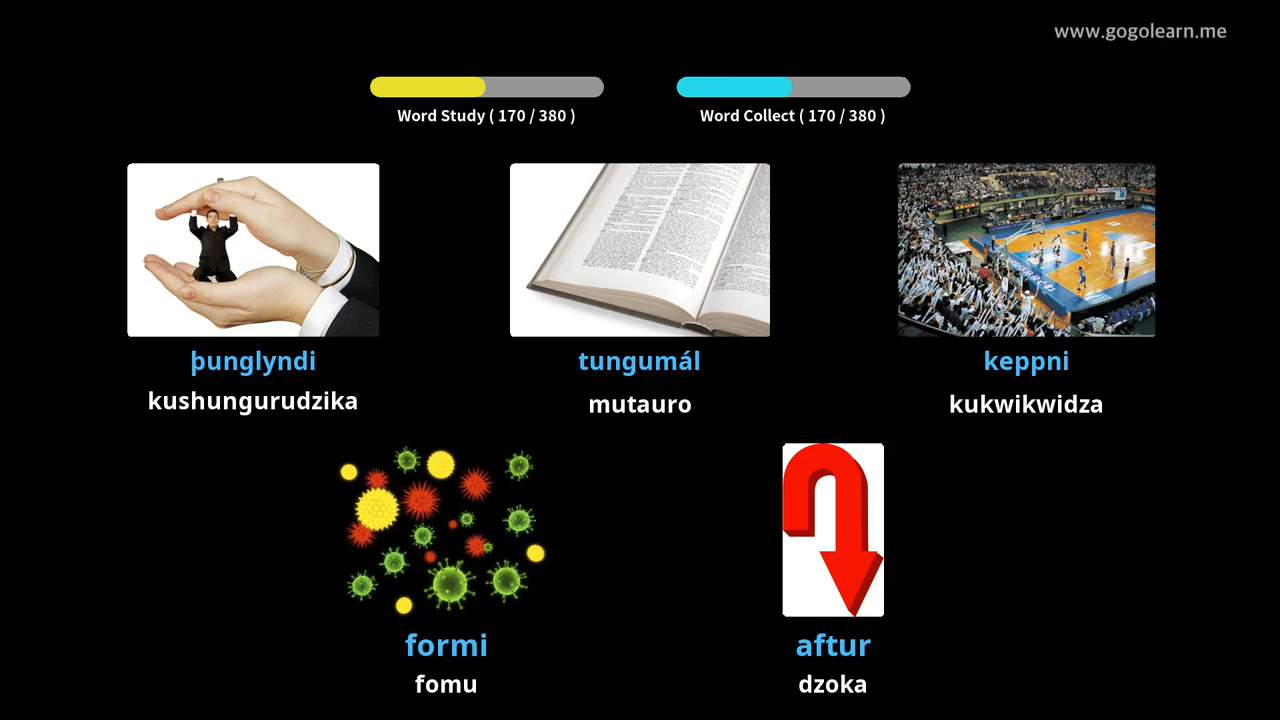 www.gogolearn.me
Word Study ( 170 / 380 )
Word Collect ( 170 / 380 )
þunglyndi
tungumál
keppni
kushungurudzika
mutauro
kukwikwidza
formi
aftur
fomu
dzoka